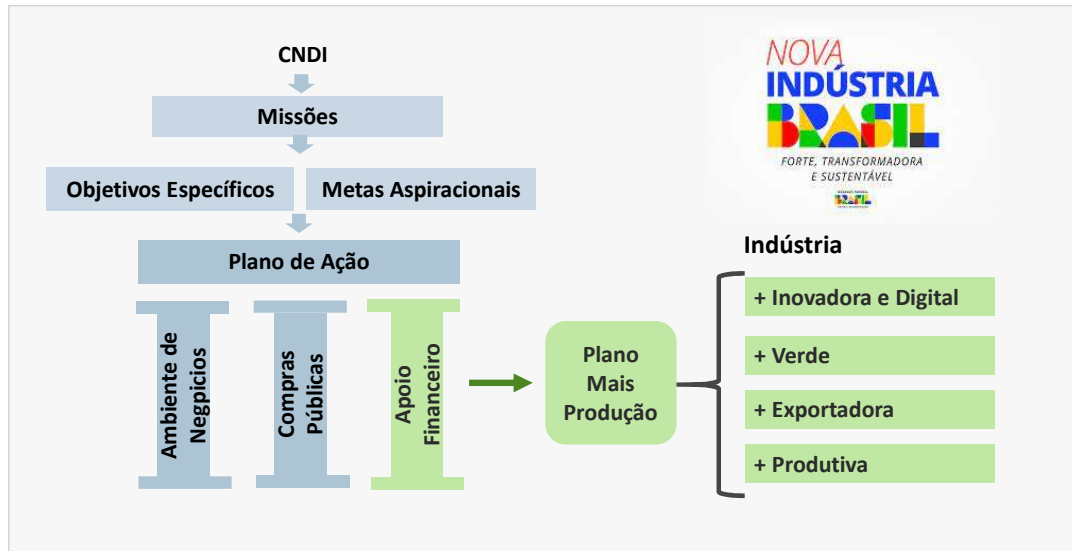 CNDI
Missões
Objetivos Específicos
Metas Aspiracionais
Plano de Ação
Ambiente de
Negpicios
Compras
Públicas
Apoio
Financeiro
Plano
Mais
Produção
NOVA
INDÚSTRIA
BRASIL
FORTE, TRANSFORMADORA
E SUSTENTÁVEL
BRASIL
Indústria
+ Inovadora e Digital
+ Verde
+ Exportadora
+ Produtiva